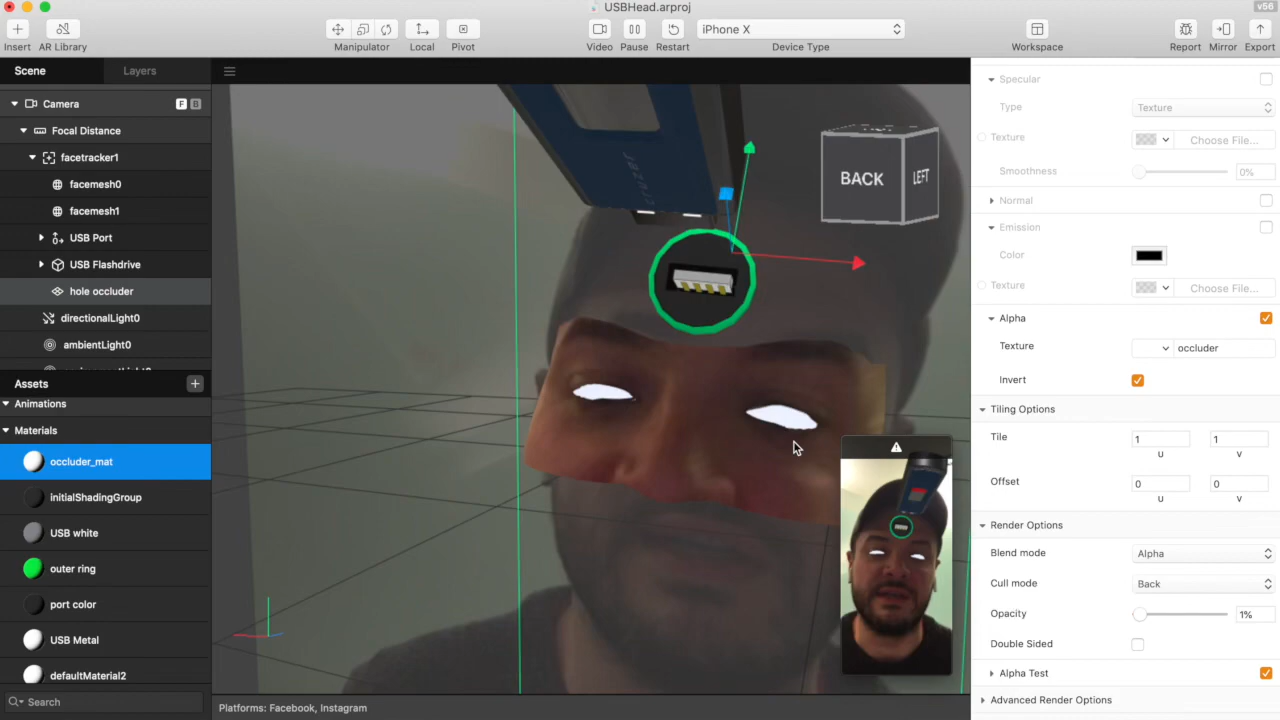 USBHead.arproj
v56
Insert
AR Library
Manipulator
Local
Pivot
Video
Pause
Restart
iPhone X
Device Type
Workspace
Report
Mirror
Export
Scene
Layers
Camera
F
B
Focal Distance
facetracker1
facemesh0
facemesh1
USB Port
USB Flashdrive
hole occluder
directionalLight0
ambientLight0
Assets
Animations
Materials
occluder_mat
initialShadingGroup
USB white
outer ring
port color
USB Metal
defaultMaterial2
Search
cruzer
BACK
LEFT
Platforms: Facebook, Instagram
Specular
Type
Texture
Texture
Choose File...
Smoothness
0%
Normal
Emission
Color
Texture
Choose File...
Alpha
Texture
occluder
Invert
Tiling Options
Tile
1
1
U
V
Offset
0
0
U
V
Render Options
Blend mode
Alpha
Cull mode
Back
Opacity
1%
Double Sided
Alpha Test
Advanced Render Options